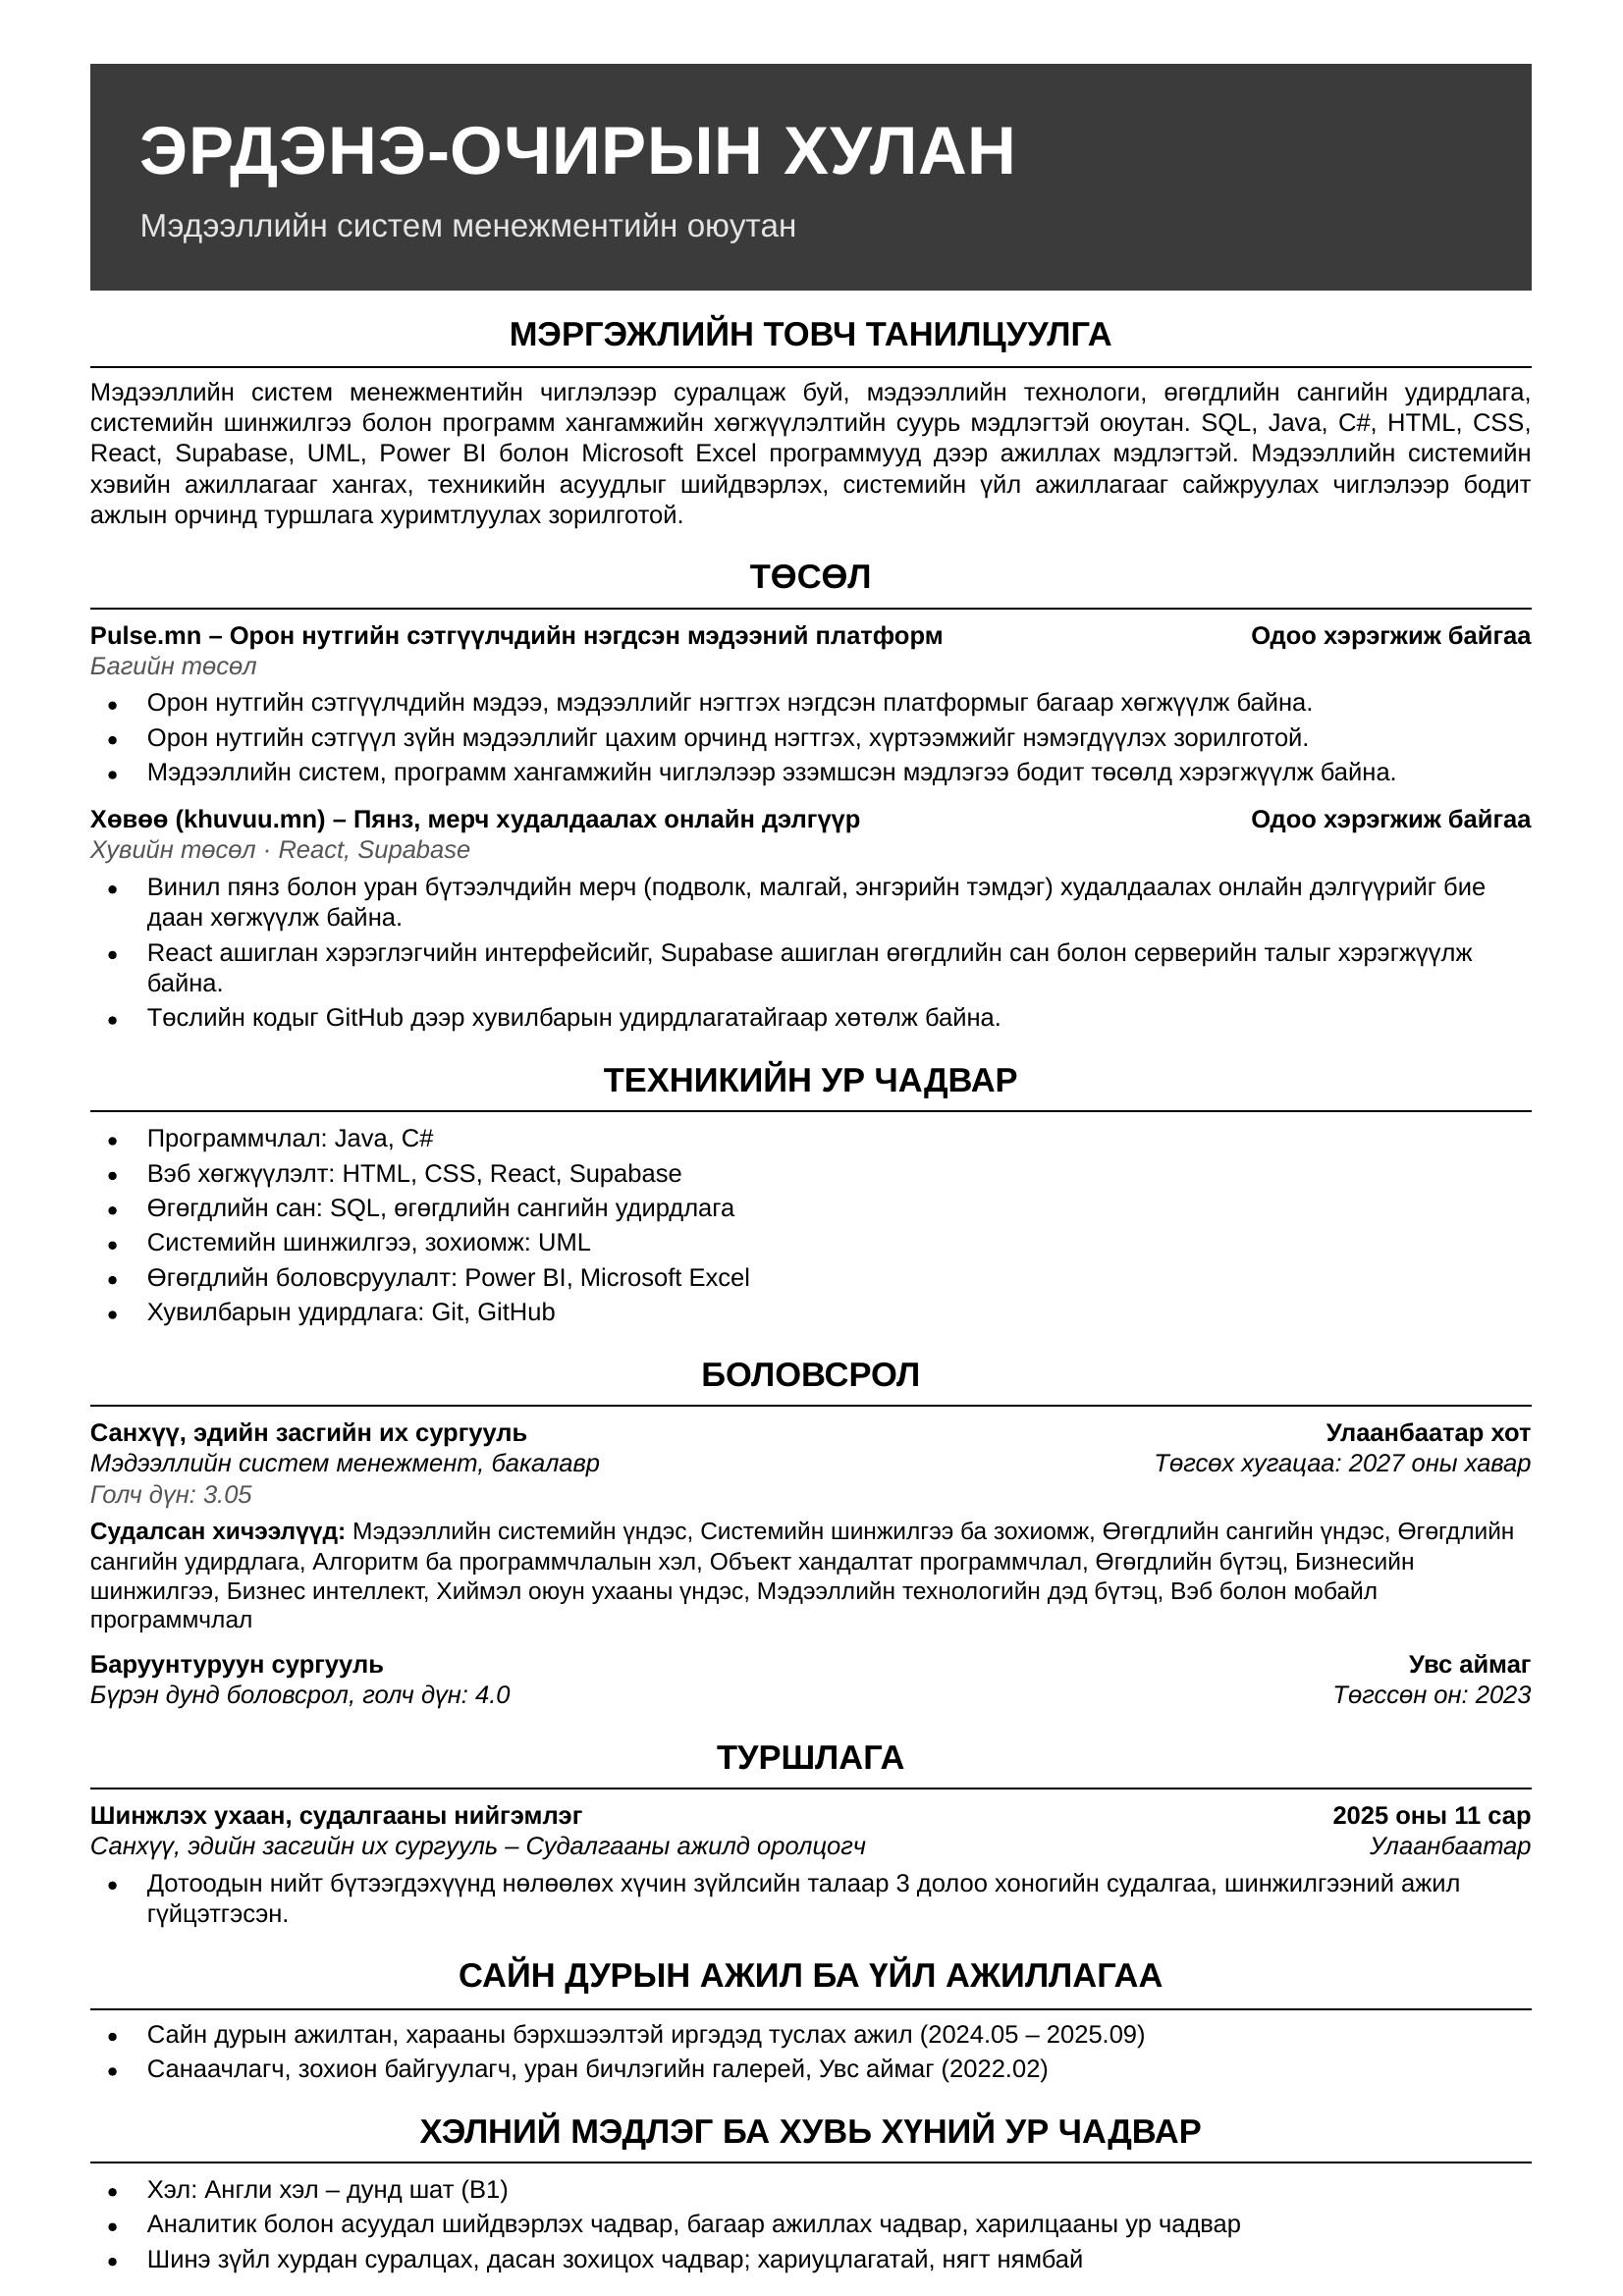 ЭРДЭНЭ-ОЧИРЫН ХУЛАН
Мэдээллийн систем менежментийн оюутан
МЭРГЭЖЛИЙН ТОВЧ ТАНИЛЦУУЛГА
Мэдээллийн систем менежментийн чиглэлээр суралцаж буй, мэдээллийн технологи, өгөгдлийн сангийн удирдлага,
системийн шинжилгээ болон программ хангамжийн хөгжүүлэлтийн суурь мэдлэгтэй оюутан. SQL, Java, C#, HTML, CSS,
React, Supabase, UML, Power BI болон Microsoft Excel программууд дээр ажиллах мэдлэгтэй. Мэдээллийн системийн
хэвийн ажиллагааг хангах, техникийн асуудлыг шийдвэрлэх, системийн үйл ажиллагааг сайжруулах чиглэлээр бодит
ажлын орчинд туршлага хуримтлуулах зорилготой.
ТӨСӨЛ
Pulse.mn – Орон нутгийн сэтгүүлчдийн нэгдсэн мэдээний платформ Одоо хэрэгжиж байгаа
Багийн төсөл
• Орон нутгийн сэтгүүлчдийн мэдээ, мэдээллийг нэгтгэх нэгдсэн платформыг багаар хөгжүүлж байна.
• Орон нутгийн сэтгүүл зүйн мэдээллийг цахим орчинд нэгтгэх, хүртээмжийг нэмэгдүүлэх зорилготой.
• Мэдээллийн систем, программ хангамжийн чиглэлээр эзэмшсэн мэдлэгээ бодит төсөлд хэрэгжүүлж байна.
Хөвөө (khuvuu.mn) – Пянз, мерч худалдаалах онлайн дэлгүүр Одоо хэрэгжиж байгаа
Хувийн төсөл · React, Supabase
• Винил пянз болон уран бүтээлчдийн мерч (подволк, малгай, энгэрийн тэмдэг) худалдаалах онлайн дэлгүүрийг бие
даан хөгжүүлж байна.
• React ашиглан хэрэглэгчийн интерфейсийг, Supabase ашиглан өгөгдлийн сан болон серверийн талыг хэрэгжүүлж
байна.
• Төслийн кодыг GitHub дээр хувилбарын удирдлагатайгаар хөтөлж байна.
ТЕХНИКИЙН УР ЧАДВАР
• Программчлал: Java, C#
• Вэб хөгжүүлэлт: HTML, CSS, React, Supabase
• Өгөгдлийн сан: SQL, өгөгдлийн сангийн удирдлага
• Системийн шинжилгээ, зохиомж: UML
• Өгөгдлийн боловсруулалт: Power BI, Microsoft Excel
• Хувилбарын удирдлага: Git, GitHub
БОЛОВСРОЛ
Санхүү, эдийн засгийн их сургууль Улаанбаатар хот
Мэдээллийн систем менежмент, бакалавр Төгсөх хугацаа: 2027 оны хавар
Голч дүн: 3.05
Судалсан хичээлүүд: Мэдээллийн системийн үндэс, Системийн шинжилгээ ба зохиомж, Өгөгдлийн сангийн үндэс, Өгөгдлийн
сангийн удирдлага, Алгоритм ба программчлалын хэл, Объект хандалтат программчлал, Өгөгдлийн бүтэц, Бизнесийн
шинжилгээ, Бизнес интеллект, Хиймэл оюун ухааны үндэс, Мэдээллийн технологийн дэд бүтэц, Вэб болон мобайл
программчлал
Баруунтуруун сургууль Увс аймаг
Бүрэн дунд боловсрол, голч дүн: 4.0 Төгссөн он: 2023
ТУРШЛАГА
Шинжлэх ухаан, судалгааны нийгэмлэг 2025 оны 11 сар
Санхүү, эдийн засгийн их сургууль – Судалгааны ажилд оролцогч Улаанбаатар
• Дотоодын нийт бүтээгдэхүүнд нөлөөлөх хүчин зүйлсийн талаар 3 долоо хоногийн судалгаа, шинжилгээний ажил
гүйцэтгэсэн.
САЙН ДУРЫН АЖИЛ БА ҮЙЛ АЖИЛЛАГАА
• Сайн дурын ажилтан, харааны бэрхшээлтэй иргэдэд туслах ажил (2024.05 – 2025.09)
• Санаачлагч, зохион байгуулагч, уран бичлэгийн галерей, Увс аймаг (2022.02)
ХЭЛНИЙ МЭДЛЭГ БА ХУВЬ ХҮНИЙ УР ЧАДВАР
• Хэл: Англи хэл – дунд шат (B1)
• Аналитик болон асуудал шийдвэрлэх чадвар, багаар ажиллах чадвар, харилцааны ур чадвар
• Шинэ зүйл хурдан суралцах, дасан зохицох чадвар; хариуцлагатай, нягт нямбай